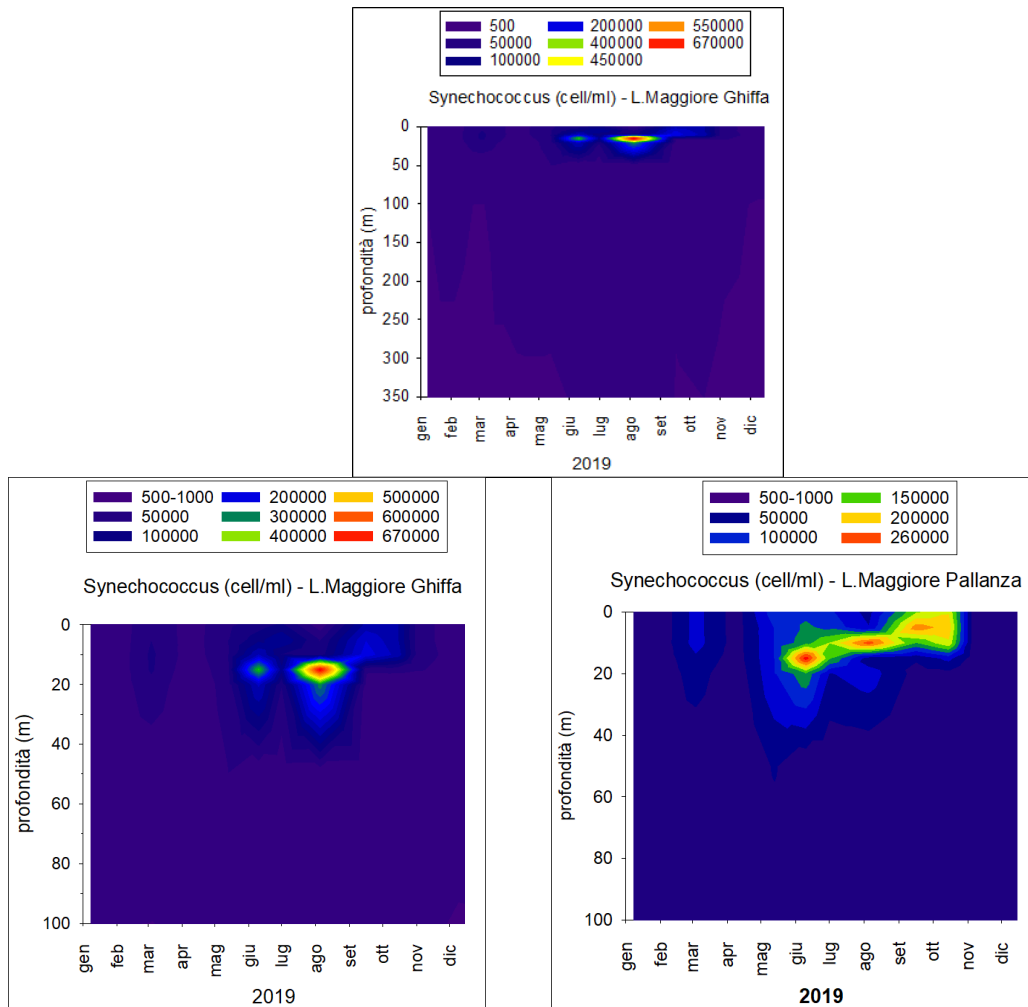 500 200000 550000
50000 400000 670000
100000 450000
Synechococcus (cell/ml) - L.Maggiore Ghiffa
profondità (m)
0
50
100
150
200
250
300
350
gen feb mar apr mag giu lug ago set ott nov dic
2019
500-1000 200000 500000
50000 300000 600000
100000 400000 670000
Synechococcus (cell/ml) - L.Maggiore Ghiffa
profondità (m)
0
20
40
60
80
100
gen feb mar apr mag giu lug ago set ott nov dic
2019
500-1000 150000
50000 200000
100000 260000
Synechococcus (cell/ml) - L.Maggiore Pallanza
profondità (m)
0
20
40
60
80
100
gen feb mar apr mag giu lug ago set ott nov dic
2019